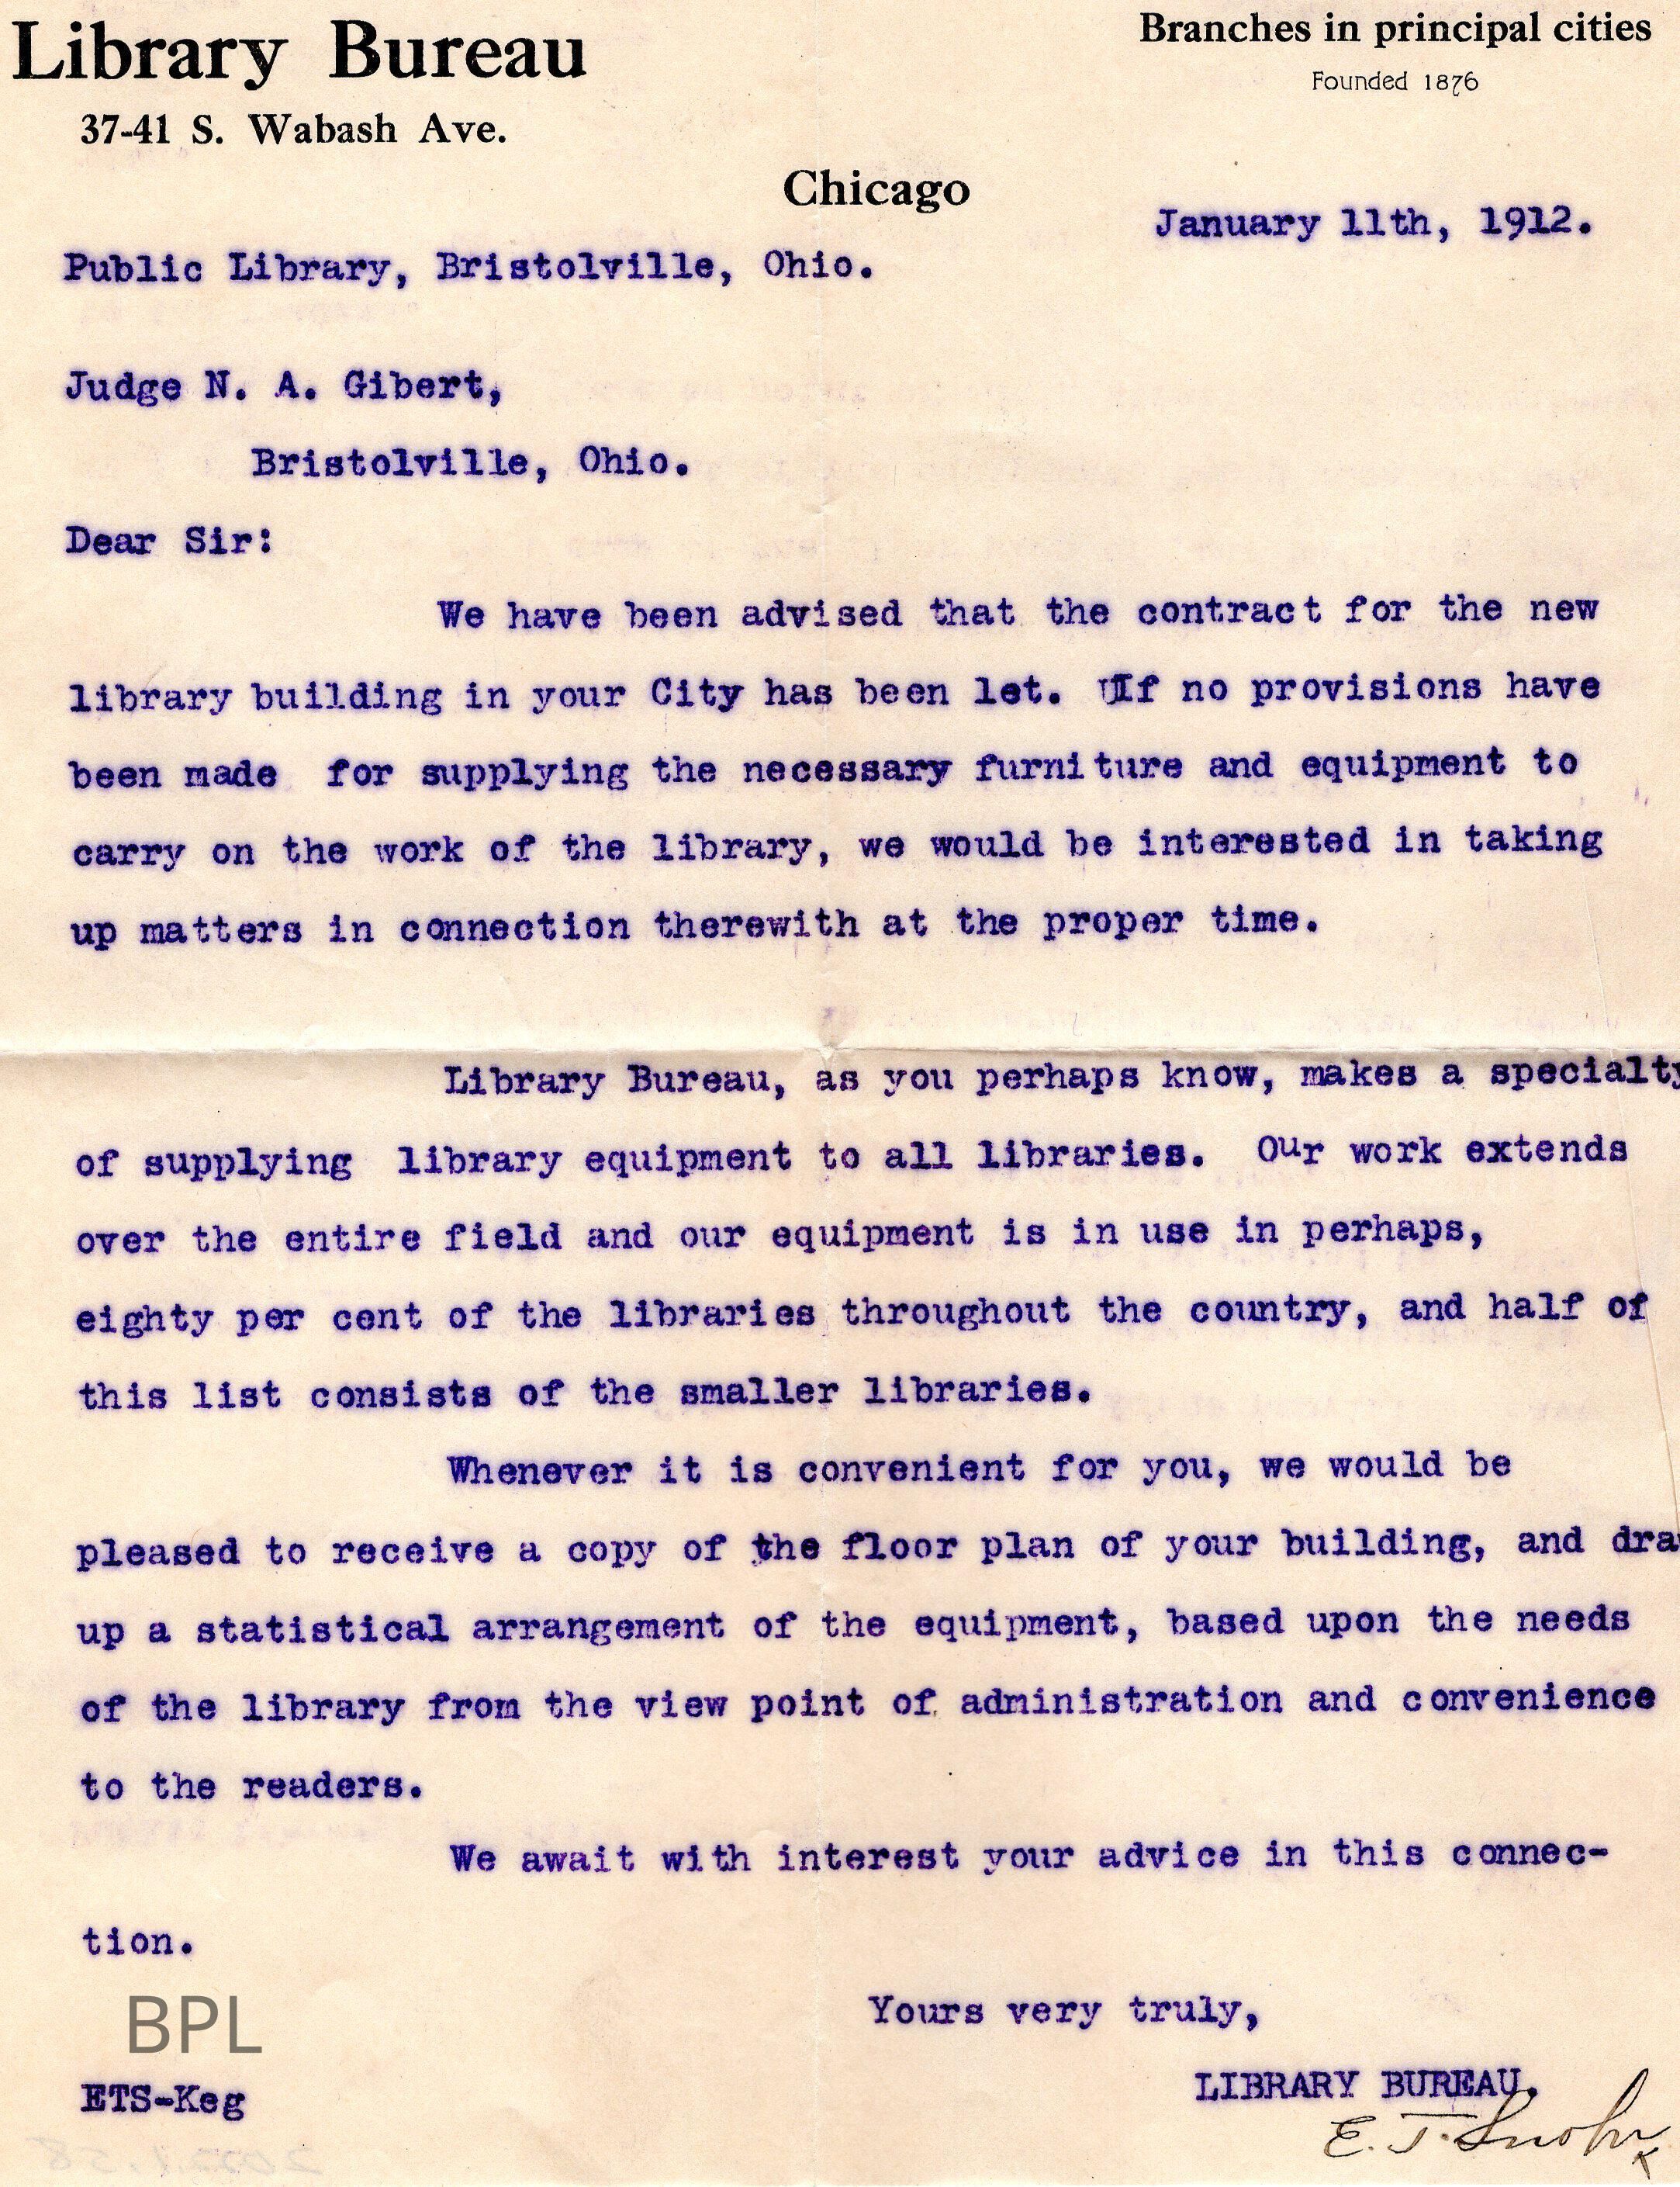 Library Bureau
37-41 S. Wabash Ave.
Branches in principal cities
Founded 1876
Chicago
January 11th, 1912.
Public Library, Bristolville, Ohio.
Judge N. A. Gibert,
Bristolville, Ohio.
Dear Sir:
We have been advised that the contract for the new
library building in your City has been let. If no provisions have
been made for supplying the necessary furniture and equipment to
carry on the work of the library, we would be interested in taking
up matters in connection therewith at the proper time.
Library Bureau, as you perhaps know, makes a specialty
of supplying library equipment to all libraries. Our work extends
over the entire field and our equipment is in use in perhaps,
eighty per cent of the libraries throughout the country, and half of
this list consists of the smaller libraries.
Whenever it is convenient for you, we would be
pleased to receive a copy of the floor plan of your building, and dra
up a statistical arrangement of the equipment, based upon the needs
of the library from the view point of administration and convenience
to the readers.
We await with interest your advice in this connec-
tion.
Yours very truly,
BPL
LIBRARY BUREAU.
ETS-Keg
E. T.